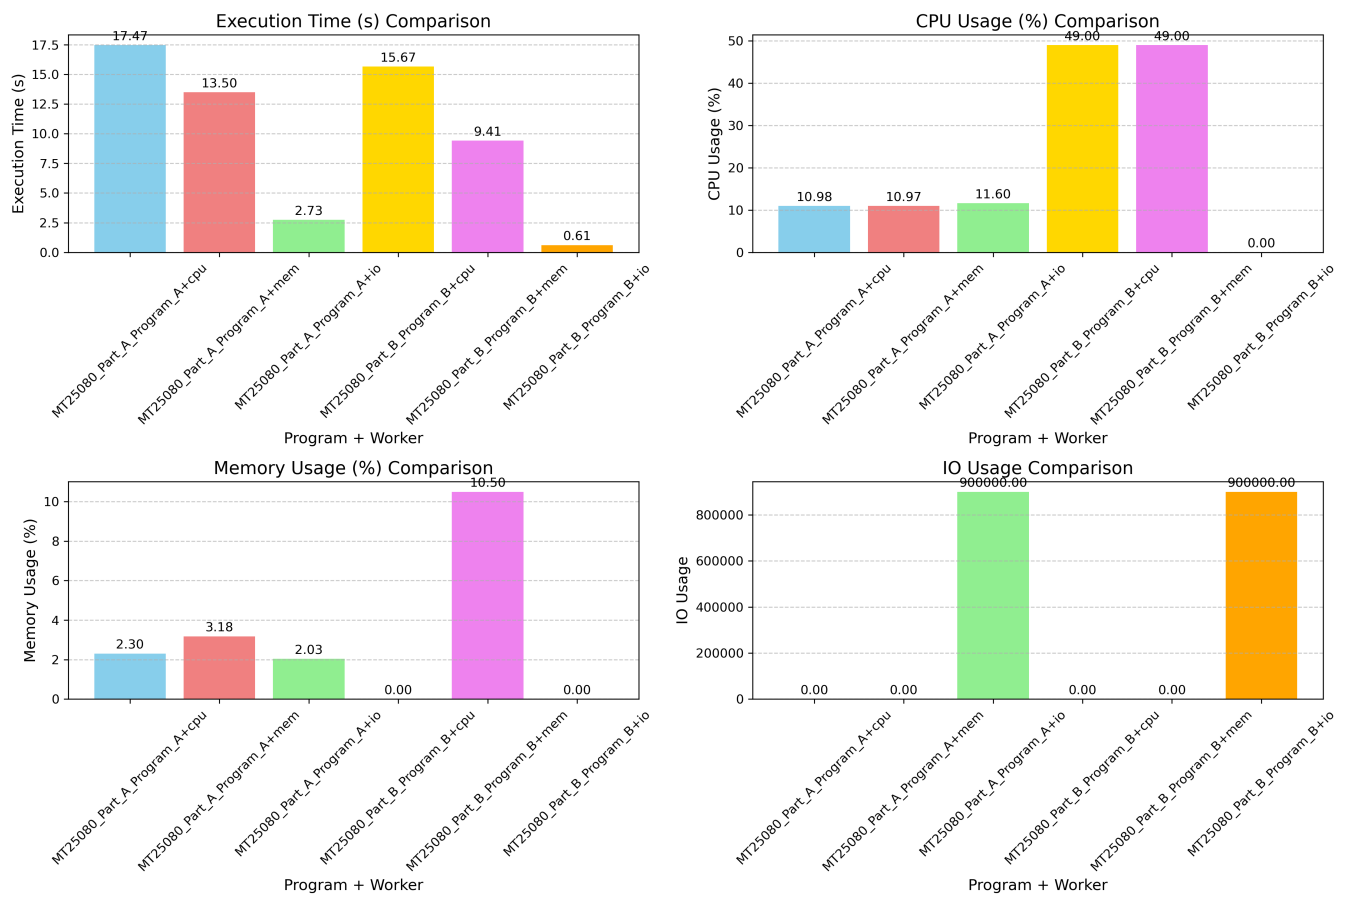 Execution Time (s) Comparison
Execution Time (s)
17.5
15.0
12.5
10.0
7.5
5.0
2.5
0.0
17.47
13.50
2.73
15.67
9.41
0.61
MT25080_Part_A_Program_A+cpu
MT25080_Part_A_Program_A+mem
MT25080_Part_A_Program_A+io
MT25080_Part_B_Program_B+cpu
MT25080_Part_B_Program_B+mem
MT25080_Part_B_Program_B+io
Program + Worker
CPU Usage (%) Comparison
CPU Usage (%)
50
40
30
20
10
0
10.98
10.97
11.60
49.00
49.00
0.00
MT25080_Part_A_Program_A+cpu
MT25080_Part_A_Program_A+mem
MT25080_Part_A_Program_A+io
MT25080_Part_B_Program_B+cpu
MT25080_Part_B_Program_B+mem
MT25080_Part_B_Program_B+io
Program + Worker
Memory Usage (%) Comparison
Memory Usage (%)
10
8
6
4
2
0
2.30
3.18
2.03
0.00
10.50
0.00
MT25080_Part_A_Program_A+cpu
MT25080_Part_A_Program_A+mem
MT25080_Part_A_Program_A+io
MT25080_Part_B_Program_B+cpu
MT25080_Part_B_Program_B+mem
MT25080_Part_B_Program_B+io
Program + Worker
IO Usage Comparison
IO Usage
800000
600000
400000
200000
0
0.00
0.00
900000.00
0.00
0.00
900000.00
MT25080_Part_A_Program_A+cpu
MT25080_Part_A_Program_A+mem
MT25080_Part_A_Program_A+io
MT25080_Part_B_Program_B+cpu
MT25080_Part_B_Program_B+mem
MT25080_Part_B_Program_B+io
Program + Worker